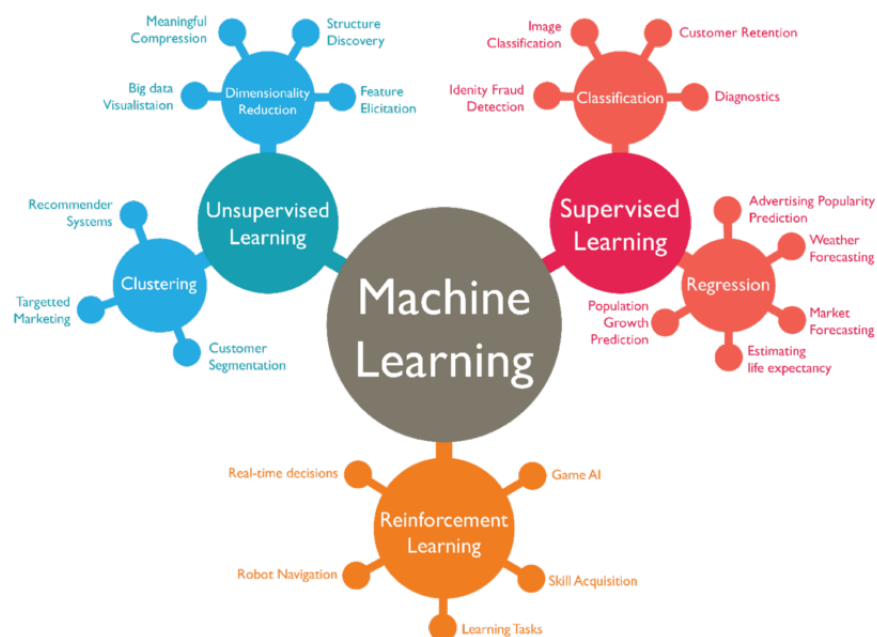 Meaningful
Compression
Structure
Discovery
Big data
Visualistaion
Dimensionality
Reduction
Feature
Elicitation
Unsupervised
Learning
Recommender
Systems
Clustering
Targetted
Marketing
Customer
Segmentation
Machine
Learning
Image
Classification
Customer Retention
Idenity Fraud
Detection
Classification
Diagnostics
Supervised
Learning
Advertising Popularity
Prediction
Weather
Forecasting
Regression
Population
Growth
Prediction
Market
Forecasting
Estimating
life expectancy
Real-time decisions
Game AI
Reinforcement
Learning
Robot Navigation
Skill Acquisition
Learning Tasks